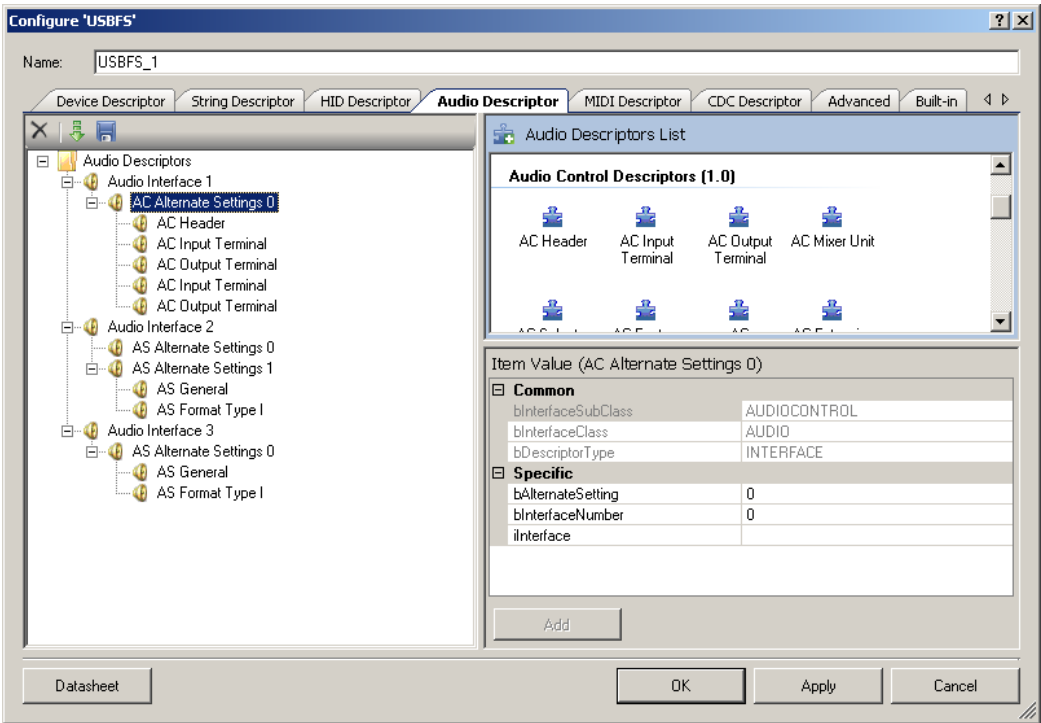 Configure 'USBFS'
Name: USBFS_1
Device Descriptor String Descriptor HID Descriptor Audio Descriptor MIDI Descriptor CDC Descriptor Advanced Built-in
Audio Descriptors
Audio Interface 1
AC Alternate Settings 0
AC Header
AC Input Terminal
AC Output Terminal
AC Input Terminal
AC Output Terminal
Audio Interface 2
AS Alternate Settings 0
AS Alternate Settings 1
AS General
AS Format Type I
Audio Interface 3
AS Alternate Settings 0
AS General
AS Format Type I
Audio Descriptors List
Audio Control Descriptors (1.0)
AC Header
AC Input
Terminal
AC Output
Terminal
AC Mixer Unit
Item Value (AC Alternate Settings 0)
Common
bInterfaceSubClass AUDIOCONTROL
bInterfaceClass AUDIO
bDescriptorType INTERFACE
Specific
bAlternateSetting 0
bInterfaceNumber 0
iInterface
Add
Datasheet OK Apply Cancel